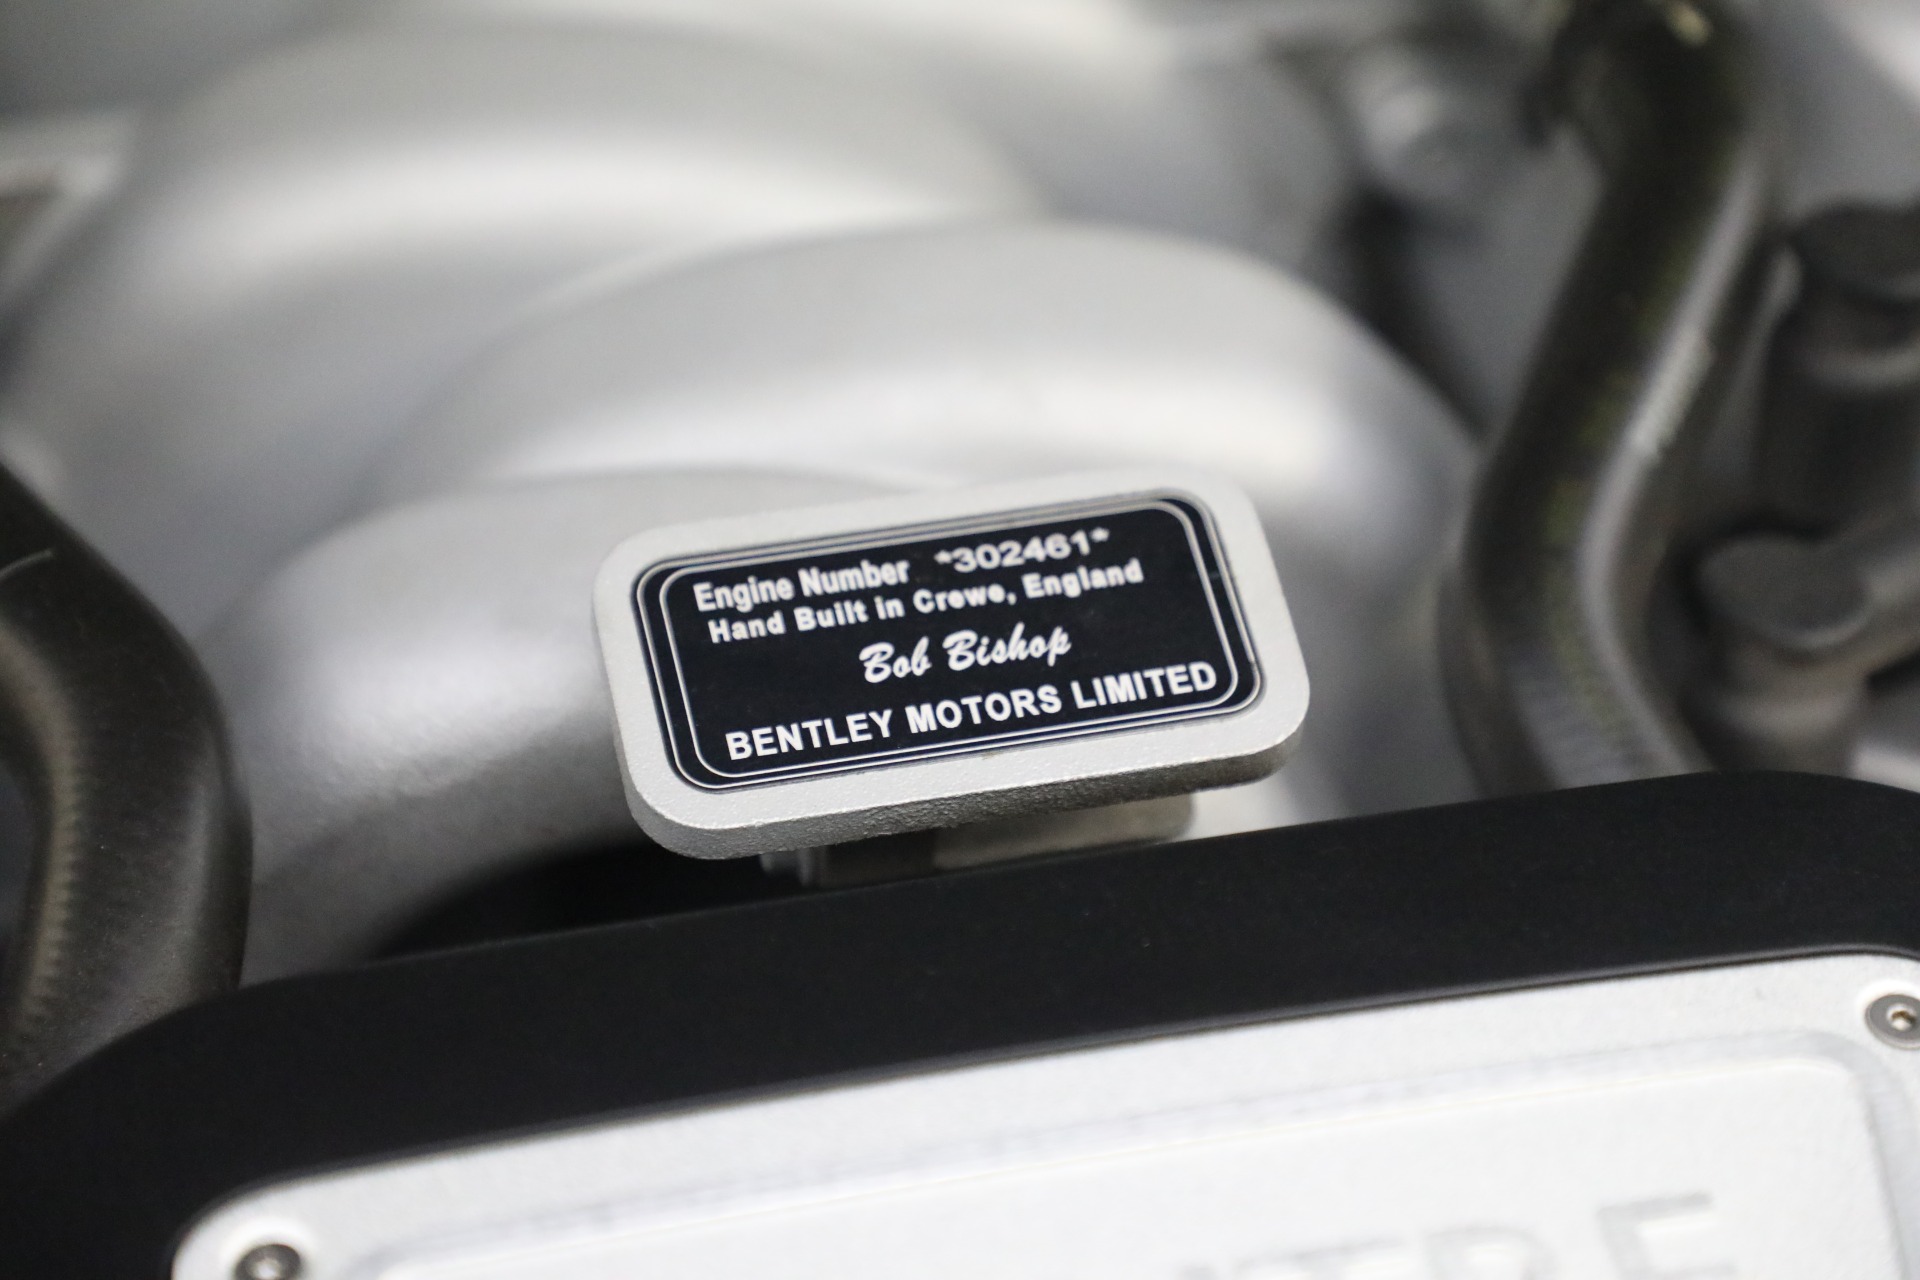 Engine Number *302461*
Hand Built in Crewe, England
Bob Bishop
BENTLEY MOTORS LIMITED